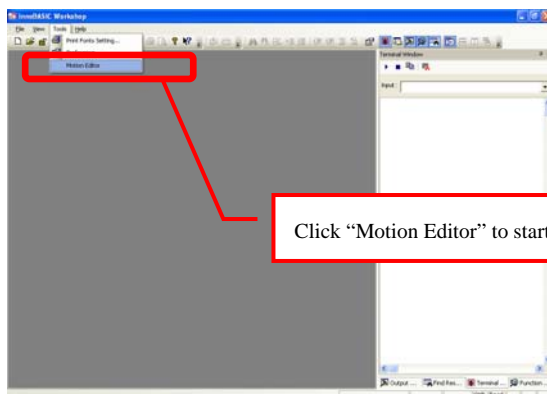 InnoBASIC Workshop
File View Tools Help
Print Fonts Setting...
Motion Editor
Terminal Window
Input:
Click “Motion Editor” to start
Output ... Find Res... Terminal ... Function ...